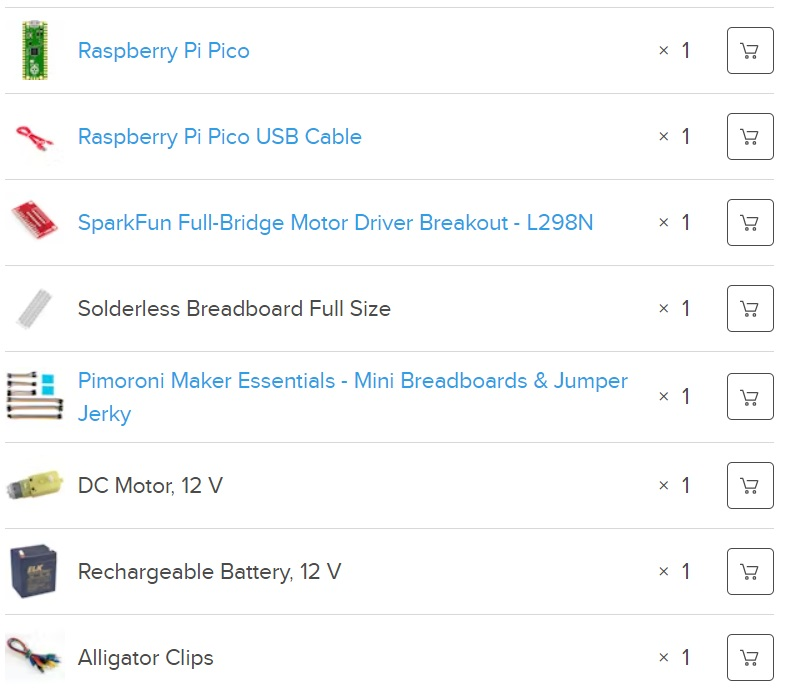 Raspberry Pi Pico × 1
Raspberry Pi Pico USB Cable × 1
SparkFun Full-Bridge Motor Driver Breakout - L298N × 1
Solderless Breadboard Full Size × 1
Pimoroni Maker Essentials - Mini Breadboards & Jumper
Jerky × 1
DC Motor, 12 V × 1
ELK
Rechargeable Battery, 12 V × 1
Alligator Clips × 1